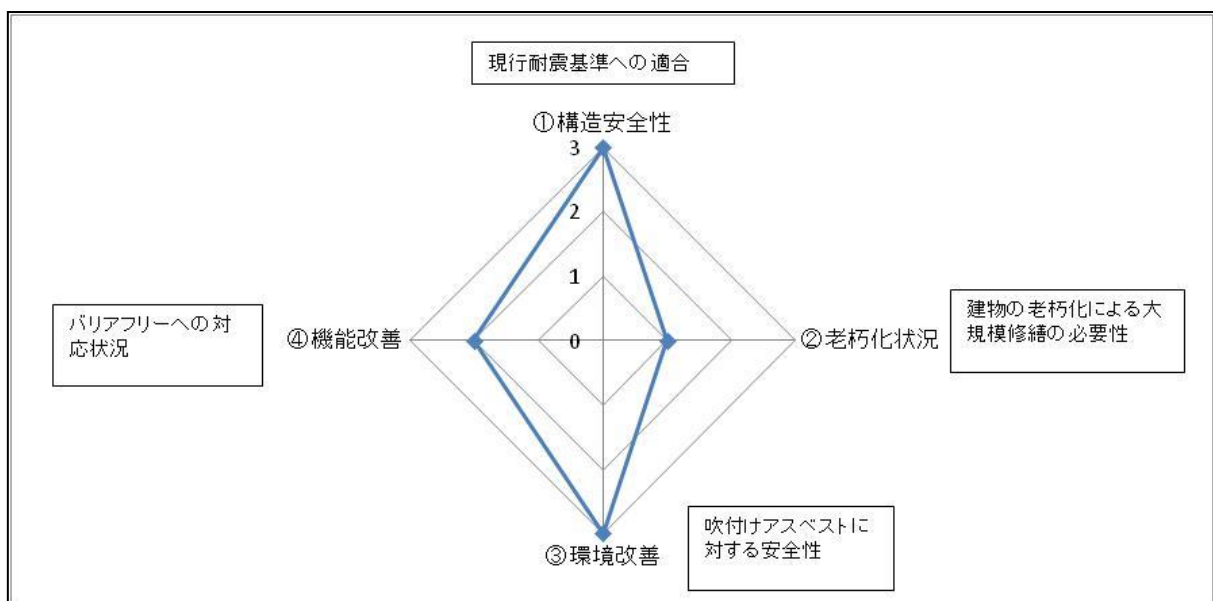 現行耐震基準への適合
①構造安全性
3
2
1
0
バリアフリーへの対
応状況
④機能改善
②老朽化状況
建物の老朽化による大
規模修繕の必要性
③環境改善
吹付けアスベストに
対する安全性